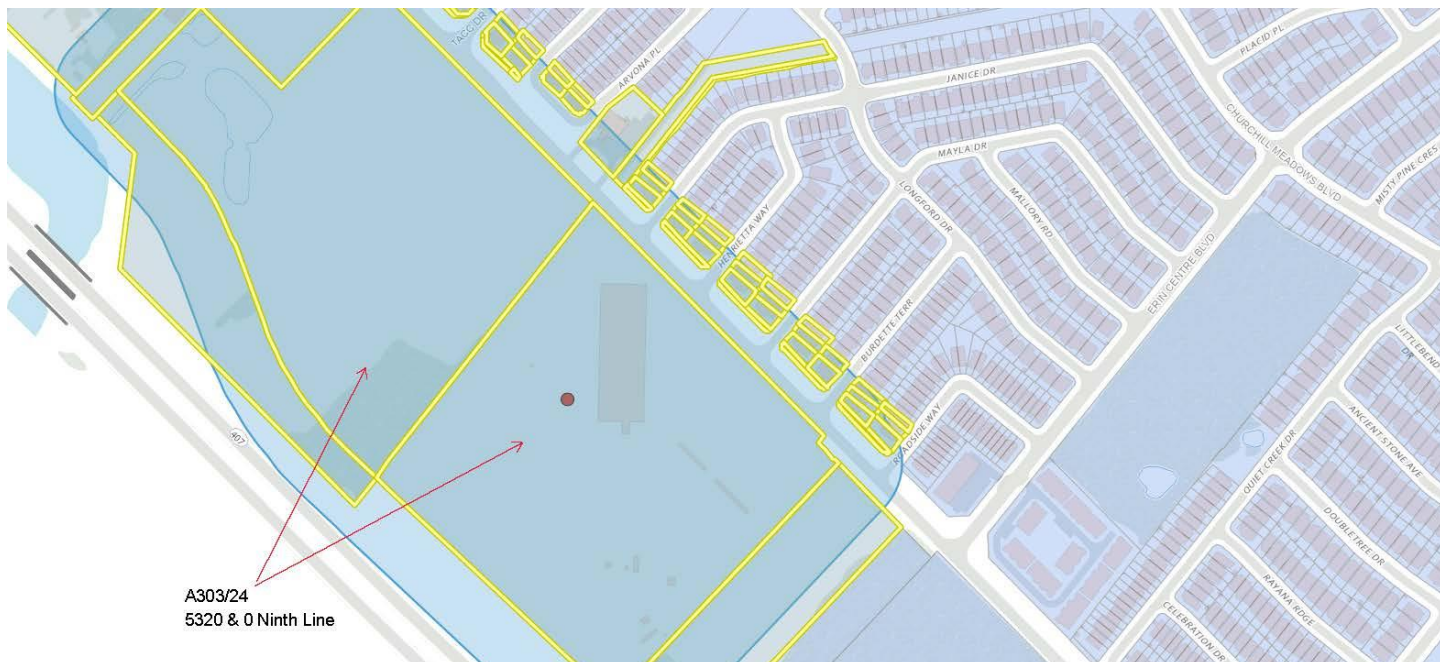 TACC DR
ARVONA PL
PLACID PL
JANICE DR
CHURCHILL MEADOWS BLVD
MISTY PINE CRES
MAYLA DR
MALLORY RD
LONGFORD DR
HENRIETTA WAY
ERIN CENTRE BLVD
BURDETTE TERR
LITTLEBEND
DR
ROADSIDE WAY
ANCIENT STONE AVE
QUIET CREEK DR
407
DOUBLETREE DR
RAYANA RDGE
CELEBRATION DR
A303/24
5320 & 0 Ninth Line